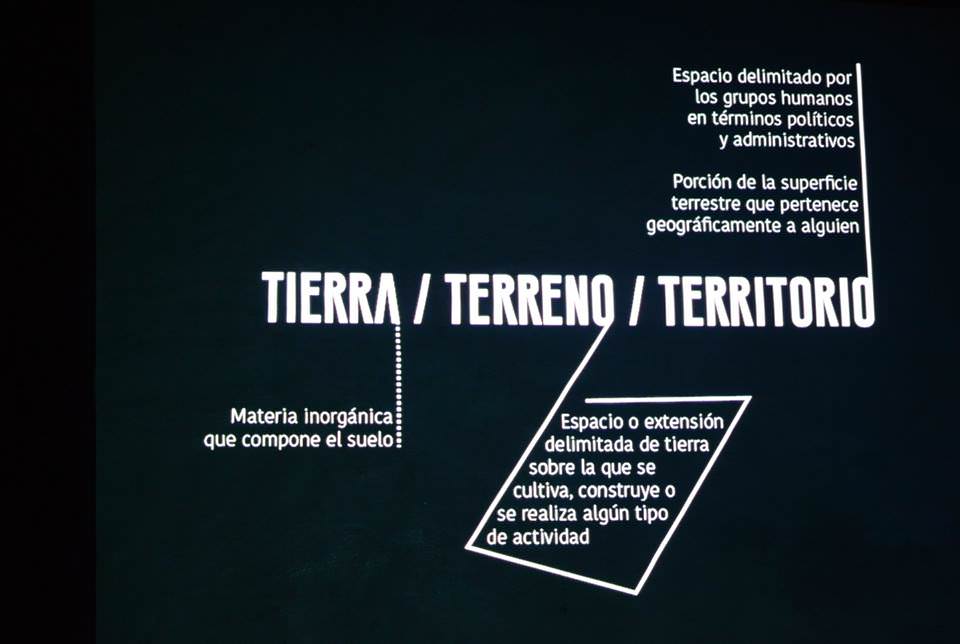 Espacio delimitado por
los grupos humanos
en términos políticos
y administrativos
Porción de la superficie
terrestre que pertenece
geográficamente a alguien
TIERRA / TERRENO / TERRITORIO
Materia inorgánica
que compone el suelo
Espacio o extensión
delimitada de tierra
sobre la que se
cultiva, construye o
se realiza algún tipo
de actividad